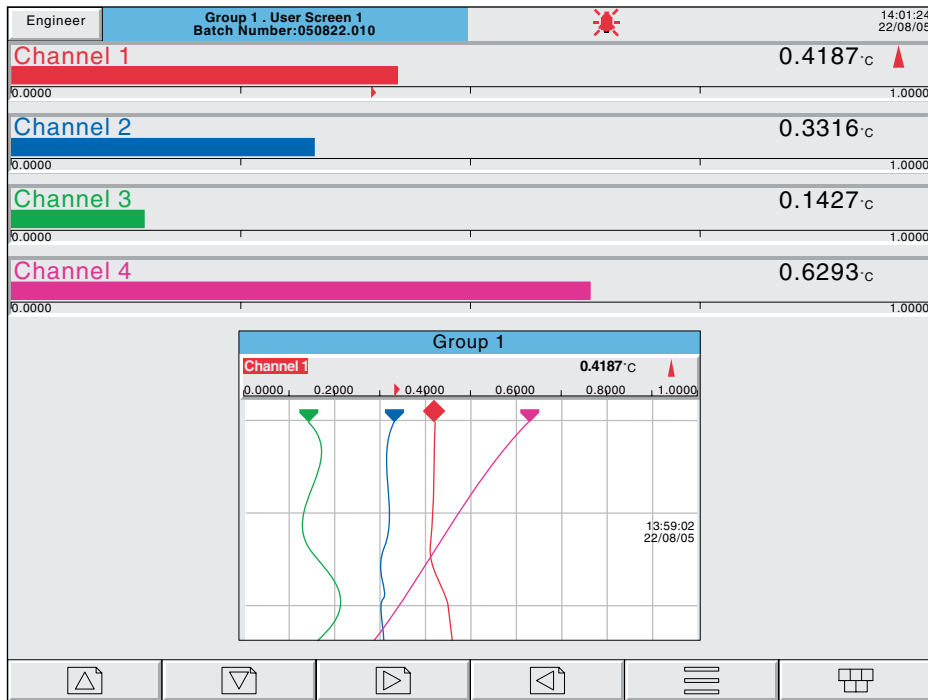 Engineer
Group 1 . User Screen 1
Batch Number:050822.010
14:01:24
22/08/05
Channel 1
0.4187°C
0.0000 1.0000
Channel 2
0.3316°C
0.0000 1.0000
Channel 3
0.1427°C
0.0000 1.0000
Channel 4
0.6293°C
0.0000 1.0000
Group 1
Channel 1 0.4187°C
0.0000 0.2000 0.4000 0.6000 0.8000 1.0000
13:59:02
22/08/05